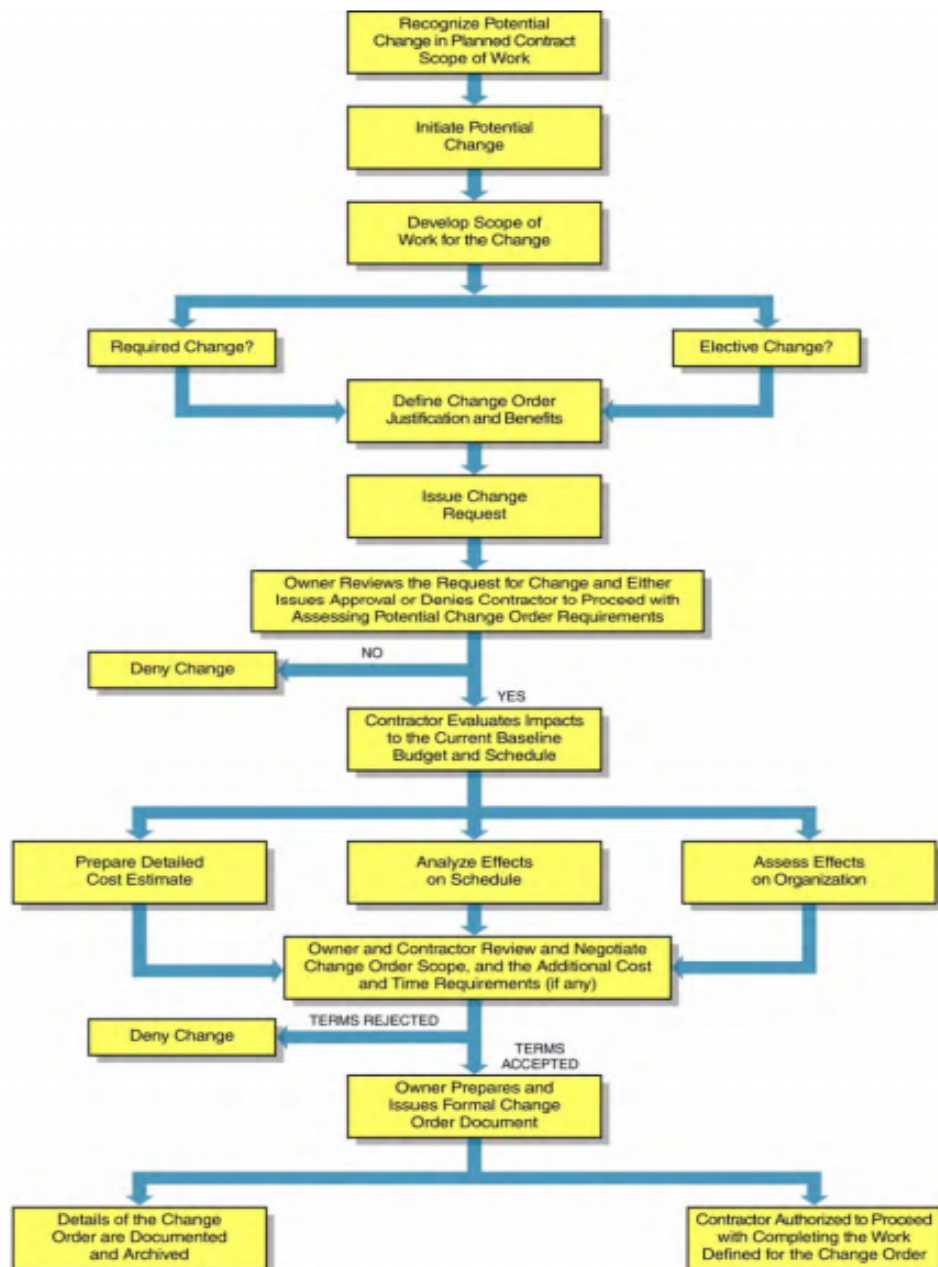 Recognize Potential
Change in Planned Contract
Scope of Work
Initiate Potential
Change
Develop Scope of
Work for the Change
Required Change?
Elective Change?
Define Change Order
Justification and Benefits
Issue Change
Request
Owner Reviews the Request for Change and Either
Issues Approval or Denies Contractor to Proceed with
Assessing Potential Change Order Requirements
NO
Deny Change
YES
Contractor Evaluates Impacts
to the Current Baseline
Budget and Schedule
Prepare Detailed
Cost Estimate
Analyze Effects
on Schedule
Assess Effects
on Organization
Owner and Contractor Review and Negotiate
Change Order Scope, and the Additional Cost
and Time Requirements (if any)
TERMS REJECTED
Deny Change
TERMS
ACCEPTED
Owner Prepares and
Issues Formal Change
Order Document
Details of the Change
Order are Documented
and Archived
Contractor Authorized to Proceed
with Completing the Work
Defined for the Change Order